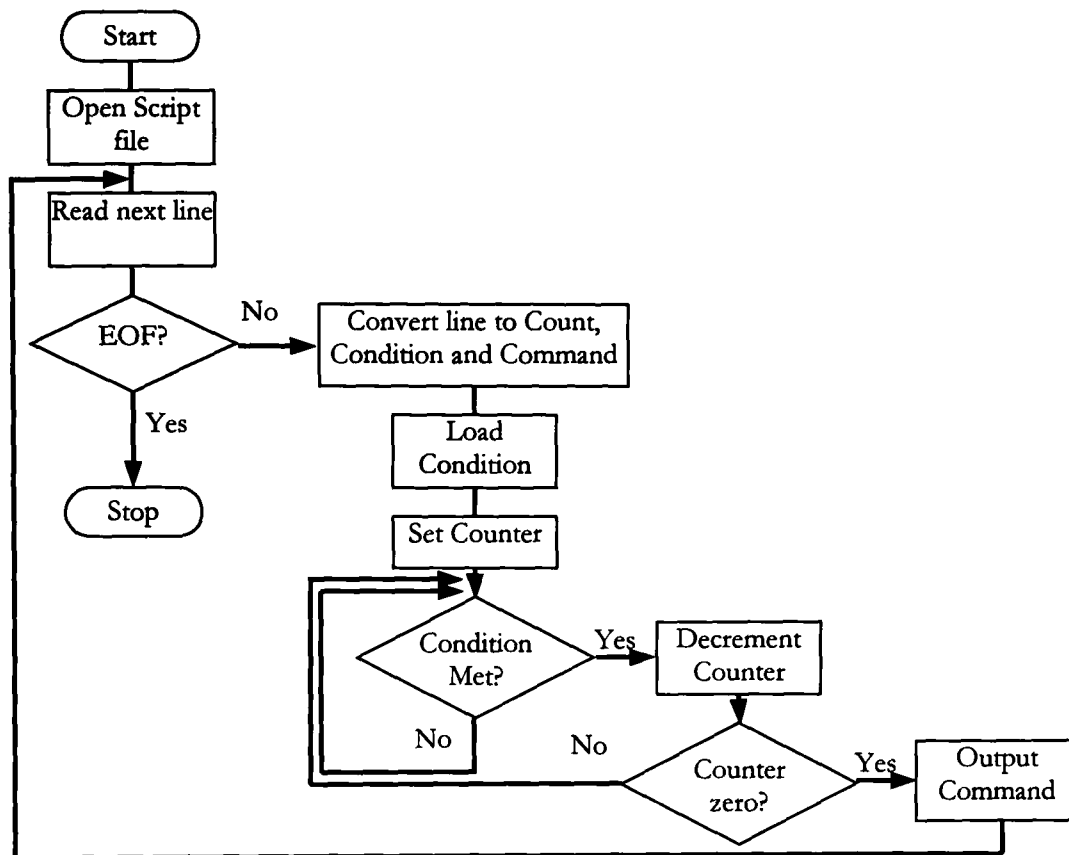 Start
Open Script
file
Read next line
EOF?
No
Yes
Stop
Convert line to Count,
Condition and Command
Load
Condition
Set Counter
Condition
Met?
Yes
No
Decrement
Counter
No
Counter
zero?
Yes
Output
Command